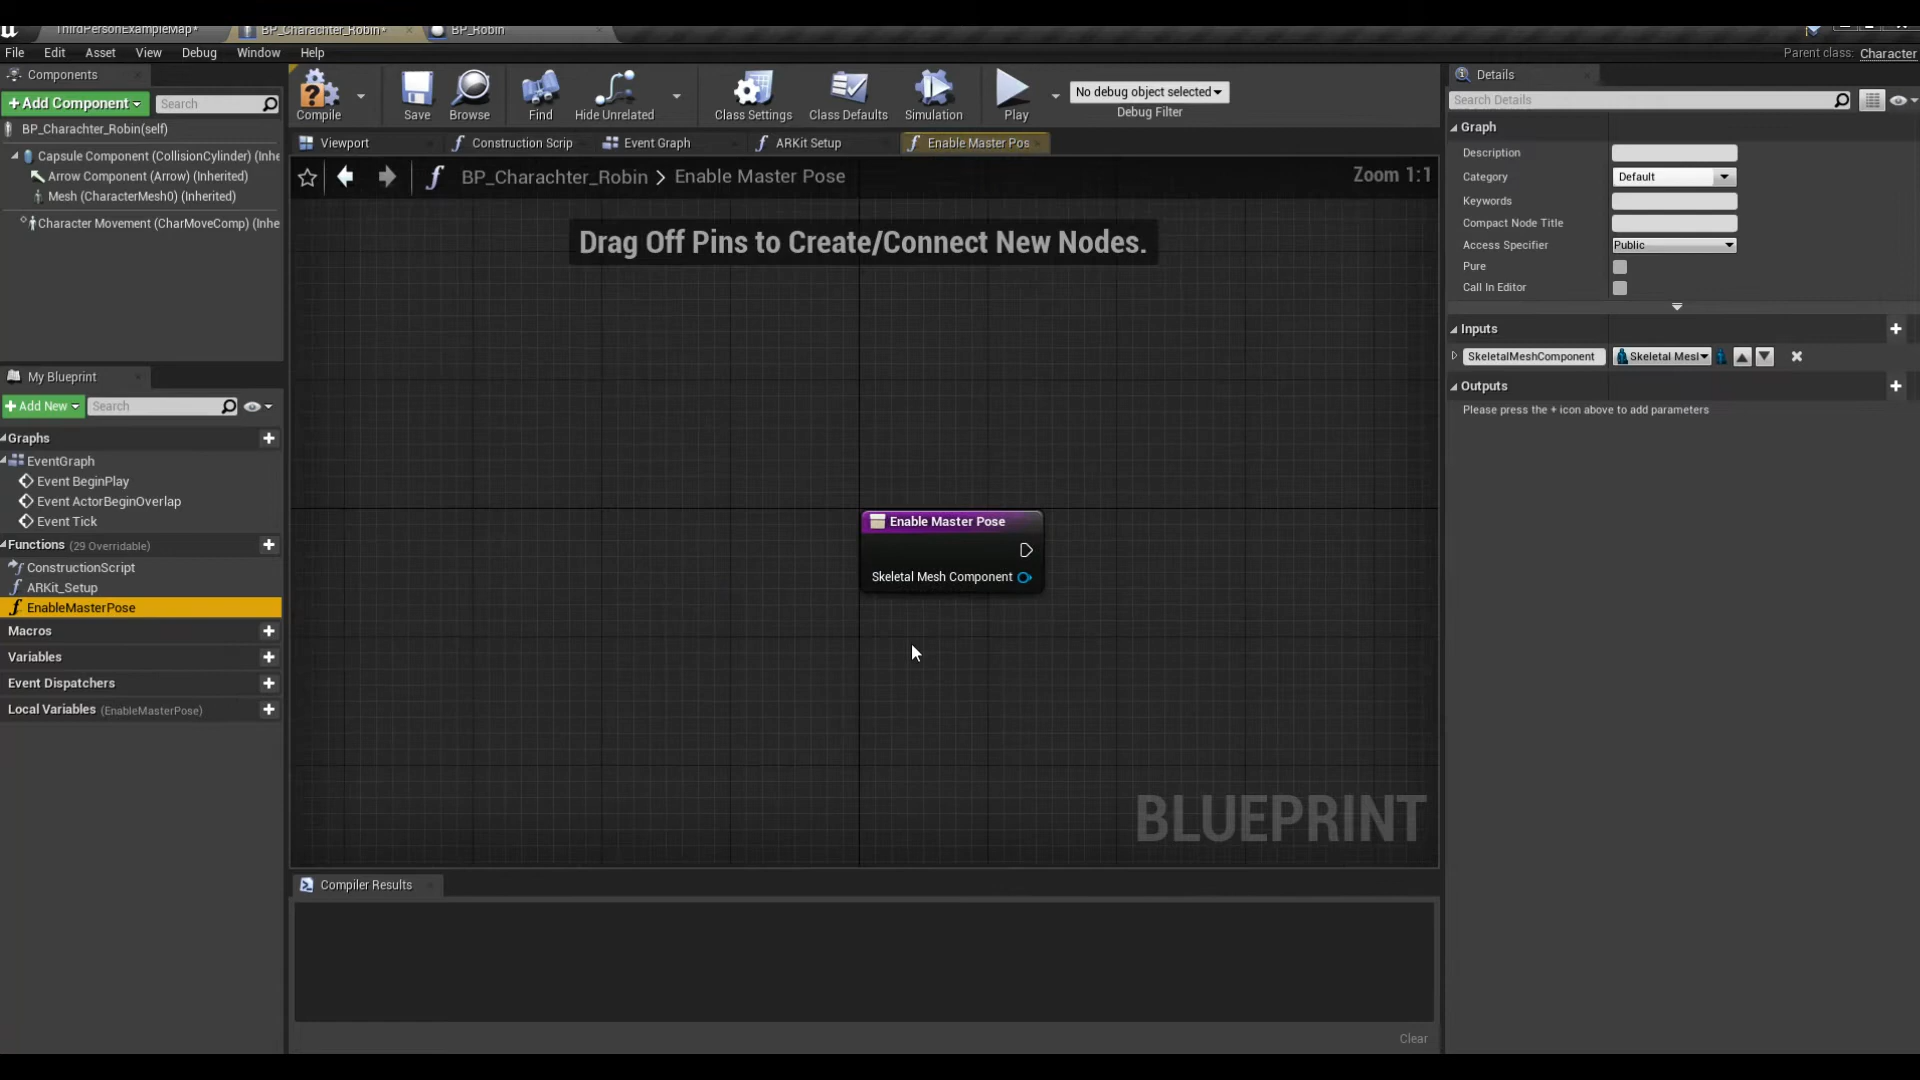 ThirdPersonExampleMap*
BP_Charachter_Robin*
BP_Robin
File Edit Asset View Debug Window Help
Parent class: Character
Components
+Add Component
Search
BP_Charachter_Robin(self)
Capsule Component (CollisionCylinder) (Inhe
Arrow Component (Arrow) (Inherited)
Mesh (CharacterMesh0) (Inherited)
Character Movement (CharMoveComp) (Inhe
Compile
Save
Browse
Find
Hide Unrelated
Class Settings
Class Defaults
Simulation
Play
No debug object selected
Debug Filter
Viewport
Construction Scrip
Event Graph
ARKit Setup
Enable Master Pos
BP_Charachter_Robin > Enable Master Pose
Zoom 1:1
Drag Off Pins to Create/Connect New Nodes.
Enable Master Pose
Skeletal Mesh Component
BLUEPRINT
My Blueprint
+Add New
Search
Graphs
EventGraph
Event BeginPlay
Event ActorBeginOverlap
Event Tick
Functions (29 Overridable)
ConstructionScript
ARKit_Setup
EnableMasterPose
Macros
Variables
Event Dispatchers
Local Variables (EnableMasterPose)
Compiler Results
Clear
Details
Search Details
Graph
Description
Category Default
Keywords
Compact Node Title
Access Specifier Public
Pure
Call In Editor
Inputs
SkeletalMeshComponent Skeletal Mesl
Outputs
Please press the + icon above to add parameters